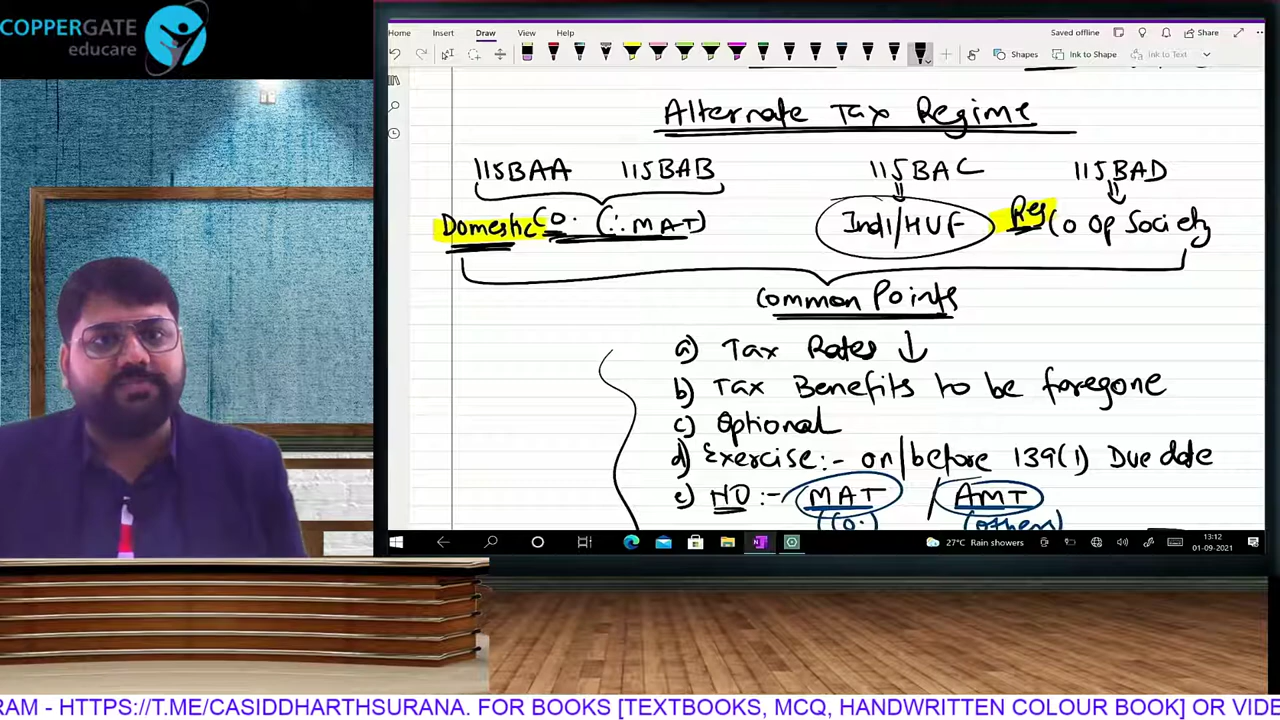 COPPERGATE
educare
Home Insert Draw View Help
Saved offline
Share
Shapes
Ink to Shape
Ink to Text
Alternate Tax Regime
115BAA 115BAB 115BAC 115BAD
Domestic Co. (∴ MAT) Indi/HUF Res Co Op Society
Common Points
a) Tax Rates ↓
b) Tax Benefits to be foregone
c) Optional
d) Exercise:- on/before 139(1) Due date
e) NO :- MAT / AMT
(Co.) (others)
27°C Rain showers
13:12
01-09-2021
RAM - HTTPS://T.ME/CASIDDHARTHSURANA. FOR BOOKS [TEXTBOOKS, MCQ, HANDWRITTEN COLOUR BOOK] OR VIDE